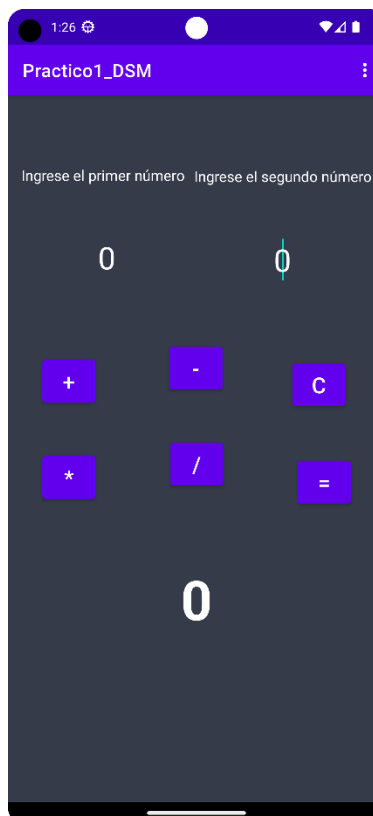 1:26
Practico1_DSM
Ingrese el primer número Ingrese el segundo número
0 0
+ - C
* / =
0